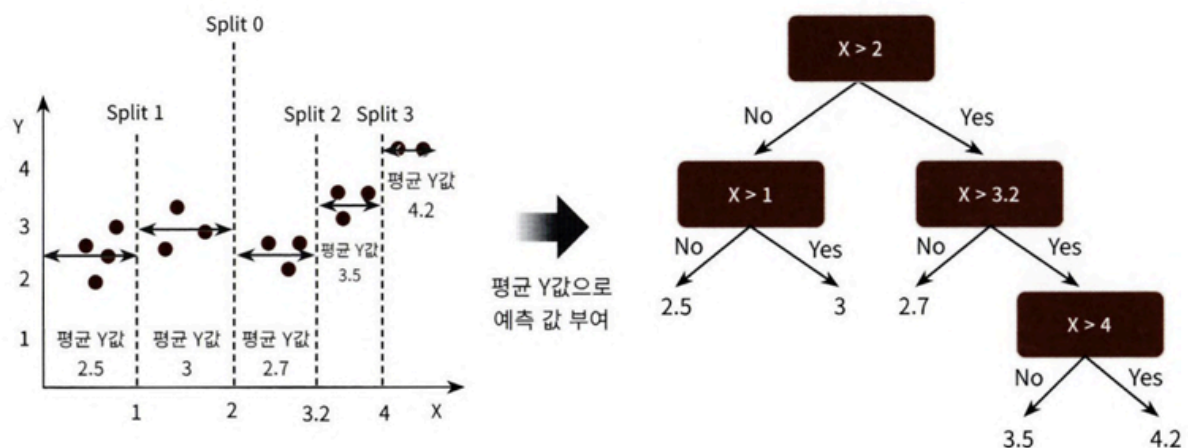 Split 0
Split 1
Split 2 Split 3
Y
4
3
2
1
평균 Y값
4.2
평균 Y값
3.5
평균 Y값
2.5
평균 Y값
3
평균 Y값
2.7
1 2 3.2 4 X
평균 Y값으로
예측 값 부여
X > 2
No Yes
X > 1 X > 3.2
No Yes No Yes
2.5 3 2.7
X > 4
No Yes
3.5 4.2